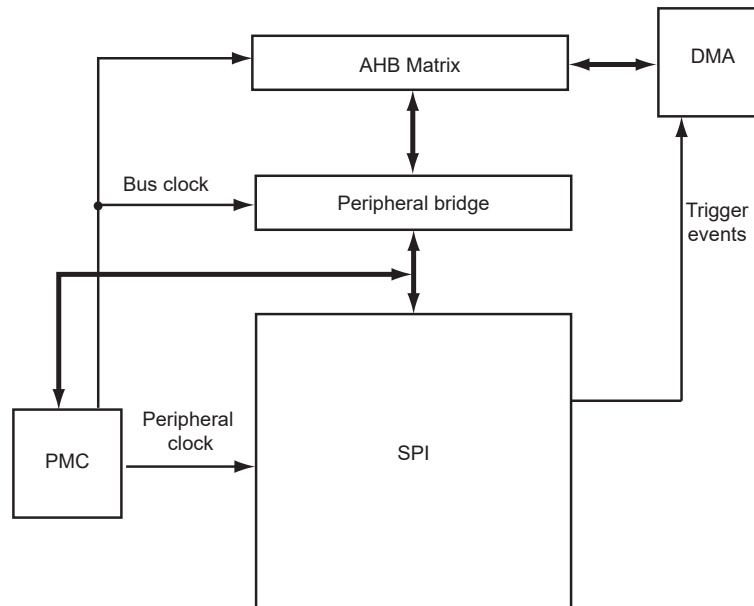 AHB Matrix
DMA
Bus clock
Peripheral bridge
Trigger
events
Peripheral
clock
PMC
SPI